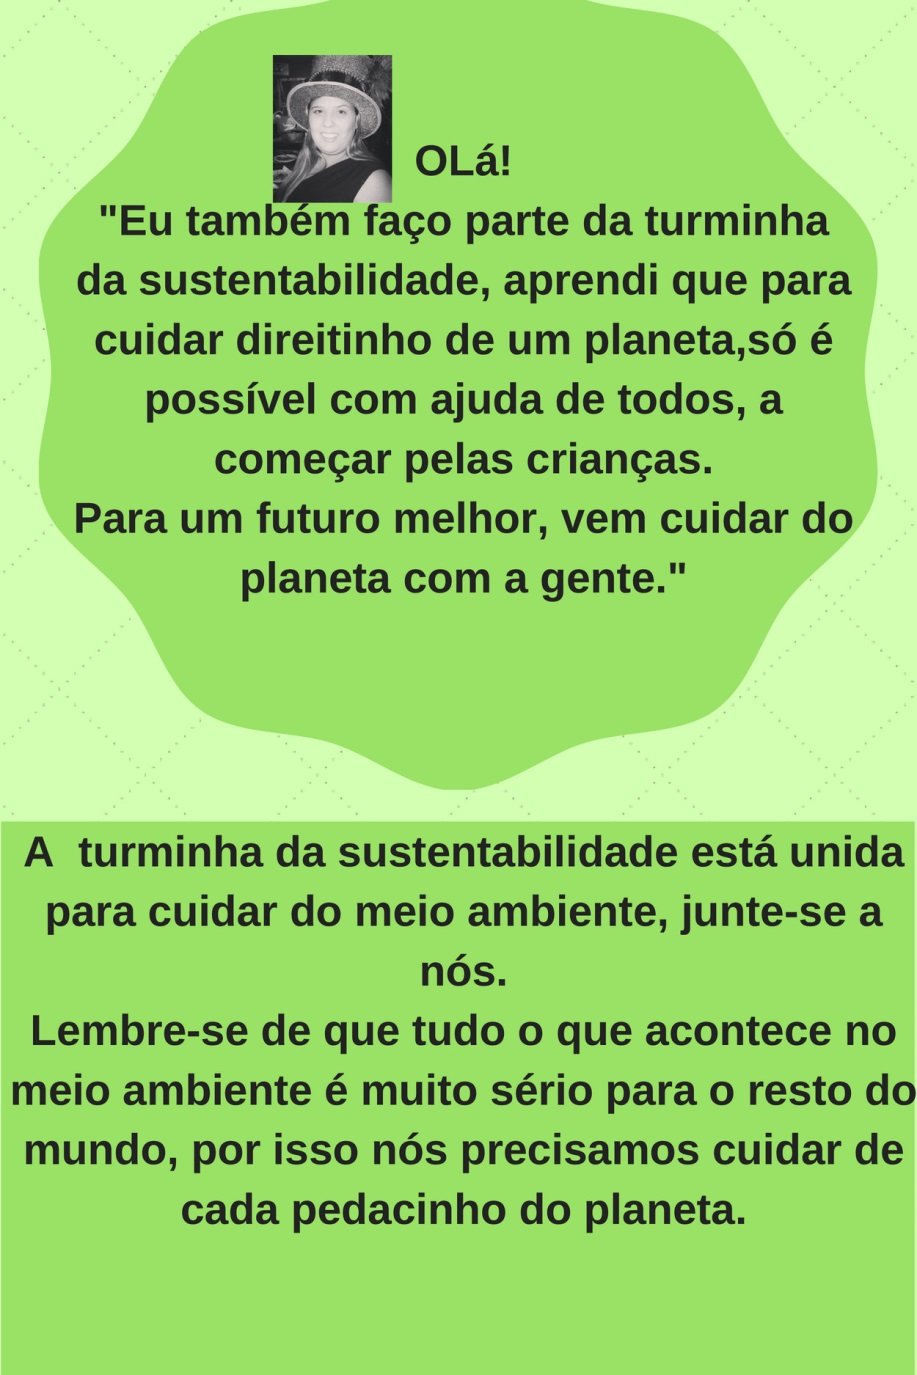 OLá!
"Eu também faço parte da turminha
da sustentabilidade, aprendi que para
cuidar direitinho de um planeta,só é
possível com ajuda de todos, a
começar pelas crianças.
Para um futuro melhor, vem cuidar do
planeta com a gente."
A  turminha da sustentabilidade está unida
para cuidar do meio ambiente, junte-se a
nós.
Lembre-se de que tudo o que acontece no
meio ambiente é muito sério para o resto do
mundo, por isso nós precisamos cuidar de
cada pedacinho do planeta.